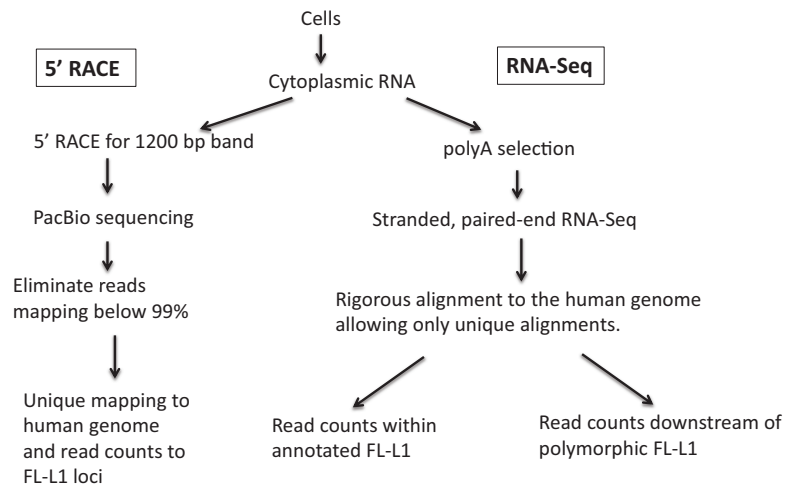 Cells
5' RACE
RNA-Seq
Cytoplasmic RNA
5' RACE for 1200 bp band
polyA selection
PacBio sequencing
Stranded, paired-end RNA-Seq
Eliminate reads
mapping below 99%
Rigorous alignment to the human genome
allowing only unique alignments.
Unique mapping to
human genome
and read counts to
FL-L1 loci
Read counts within
annotated FL-L1
Read counts downstream of
polymorphic FL-L1